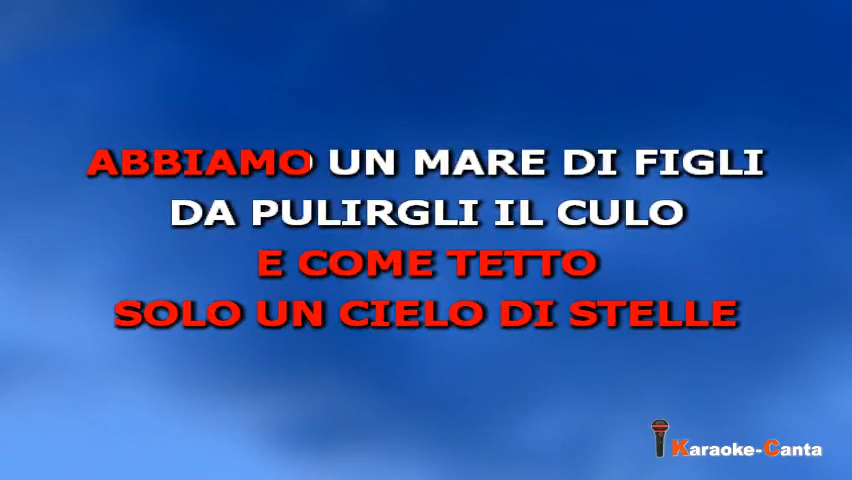 ABBIAMO UN MARE DI FIGLI
DA PULIRGLI IL CULO
E COME TETTO
SOLO UN CIELO DI STELLE
Karaoke-Canta